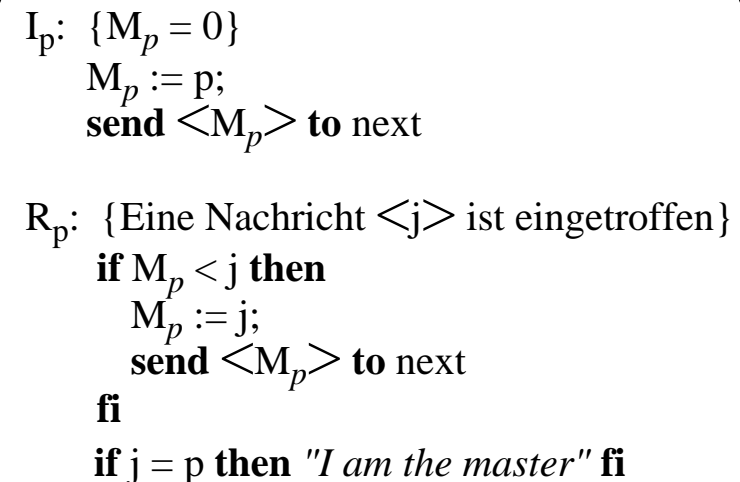 Ip: {Mp = 0}
Mp := p;
send <Mp> to next
Rp: {Eine Nachricht <j> ist eingetroffen}
if Mp < j then
Mp := j;
send <Mp> to next
fi
if j = p then "I am the master" fi